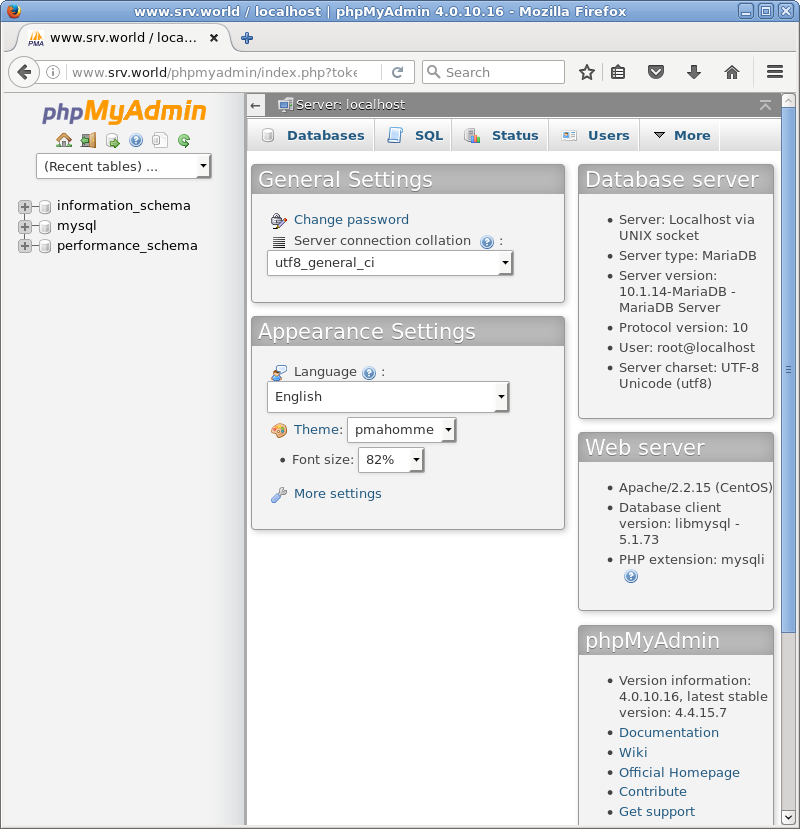 www.srv.world / localhost | phpMyAdmin 4.0.10.16 - Mozilla Firefox
PMA
www.srv.world / loca...
www.srv.world/phpmyadmin/index.php?toke
Search
phpMyAdmin
(Recent tables) ...
information_schema
mysql
performance_schema
Server: localhost
Databases
SQL
Status
Users
More
General Settings
Change password
Server connection collation :
utf8_general_ci
Appearance Settings
Language :
English
Theme:
pmahomme
• Font size:
82%
More settings
Database server
• Server: Localhost via
UNIX socket
• Server type: MariaDB
• Server version:
10.1.14-MariaDB -
MariaDB Server
• Protocol version: 10
• User: root@localhost
• Server charset: UTF-8
Unicode (utf8)
Web server
• Apache/2.2.15 (CentOS)
• Database client
version: libmysql -
5.1.73
• PHP extension: mysqli
phpMyAdmin
• Version information:
4.0.10.16, latest stable
version: 4.4.15.7
• Documentation
• Wiki
• Official Homepage
• Contribute
• Get support